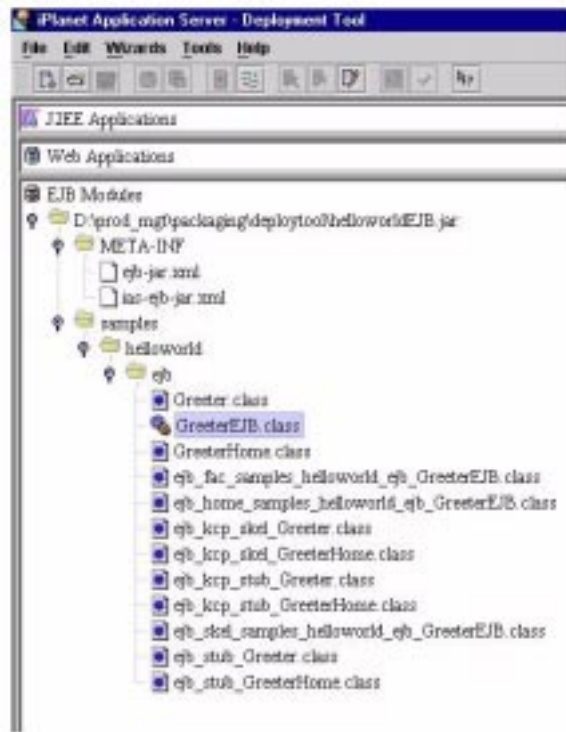 iPlanet Application Server - Deployment Tool
File Edit Wizards Tools Help
J2EE Applications
Web Applications
EJB Modules
D:\prod_mgt\packaging\deploytool\helloworldEJB.jar
META-INF
ejb-jar.xml
ias-ejb-jar.xml
samples
helloworld
ejb
Greeter.class
GreeterEJB.class
GreeterHome.class
ejb_fac_samples_helloworld_ejb_GreeterEJB.class
ejb_home_samples_helloworld_ejb_GreeterEJB.class
ejb_kcp_skel_Greeter.class
ejb_kcp_skel_GreeterHome.class
ejb_kcp_stub_Greeter.class
ejb_kcp_stub_GreeterHome.class
ejb_skel_samples_helloworld_ejb_GreeterEJB.class
ejb_stub_Greeter.class
ejb_stub_GreeterHome.class